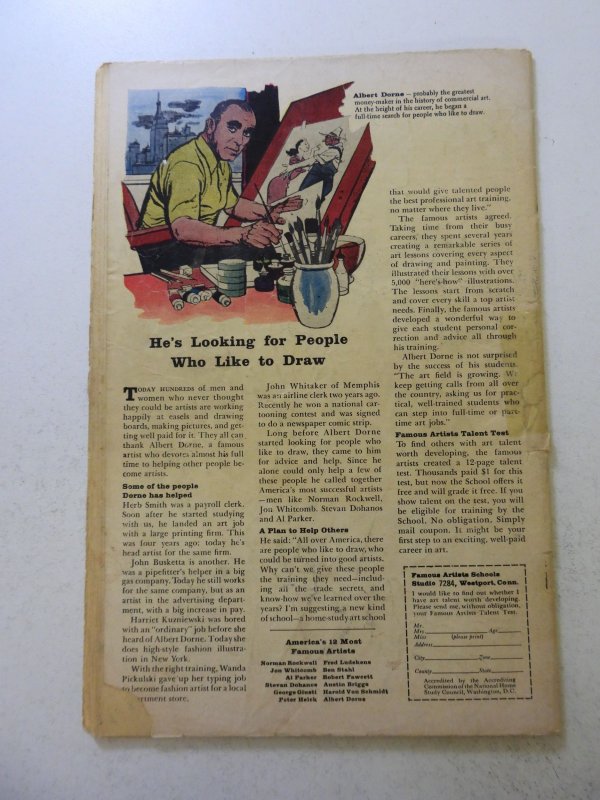 Albert Dorne — probably the greatest
money-maker in the history of commercial art.
At the height of his career, he began a
full-time search for people who like to draw.
He's Looking for People
Who Like to Draw
TODAY HUNDREDS of men and
women who never thought
they could be artists are working
happily at easels and drawing
boards, making pictures, and get-
ting well paid for it. They all can
thank Albert Dorne, a famous
artist who devotes almost his full
time to helping other people be-
come artists.
Some of the people
Dorne has helped
Herb Smith was a payroll clerk.
Soon after he started studying
with us, he landed an art job
with a large printing firm. This
was four years ago; today he's
head artist for the same firm.
John Busketta is another. He
was a pipefitter's helper in a big
gas company. Today he still works
for the same company, but as an
artist in the advertising depart-
ment, with a big increase in pay.
Harriet Kuzniewski was bored
with an "ordinary" job before she
heard of Albert Dorne. Today she
does high-style fashion illustra-
tion in New York.
With the right training, Wanda
Pickulski gave up her typing job
to become fashion artist for a local
department store.
John Whitaker of Memphis
was an airline clerk two years ago.
Recently he won a national car-
tooning contest and was signed
to do a newspaper comic strip.
Long before Albert Dorne
started looking for people who
like to draw, they came to him
for advice and help. Since he
alone could only help a few of
these people he called together
America's most successful artists
—men like Norman Rockwell,
Jon Whitcomb, Stevan Dohanos
and Al Parker.
A Plan to Help Others
He said: "All over America, there
are people who like to draw, who
could be turned into good artists.
Why can't we give these people
the training they need—includ-
ing all the trade secrets and
know-how we've learned over the
years? I'm suggesting a new kind
of school—a home-study art school
America's 12 Most
Famous Artists
Norman Rockwell Fred Ludekens
Jon Whitcomb Ben Stahl
Al Parker Robert Fawcett
Stevan Dohanos Austin Briggs
George Giusti Harold Von Schmidt
Peter Helck Albert Dorne
that would give talented people
the best professional art training,
no matter where they live."
The famous artists agreed.
Taking time from their busy
careers, they spent several years
creating a remarkable series of
art lessons covering every aspect
of drawing and painting. They
illustrated their lessons with over
5,000 "here's-how" illustrations.
The lessons start from scratch
and cover every skill a top artist
needs. Finally, the famous artists
developed a wonderful way to
give each student personal cor-
rection and advice all through
his training.
Albert Dorne is not surprised
by the success of his students.
"The art field is growing. We
keep getting calls from all over
the country, asking us for prac-
tical, well-trained students who
can step into full-time or part-
time art jobs."
Famous Artists Talent Test
To find others with art talent
worth developing, the famous
artists created a 12-page talent
test. Thousands paid $1 for this
test, but now the School offers it
free and will grade it free. If you
show talent on the test, you will
be eligible for training by the
School. No obligation. Simply
mail coupon. It might be your
first step to an exciting, well-paid
career in art.
Famous Artists Schools
Studio 7284, Westport, Conn.
I would like to find out whether I
have art talent worth developing.
Please send me, without obligation,
your Famous Artists Talent Test.
Mr.
Mrs. Age
Miss (please print)
Address
City Zone
County State
Accredited by the Accrediting
Commission of the National Home
Study Council, Washington, D.C.